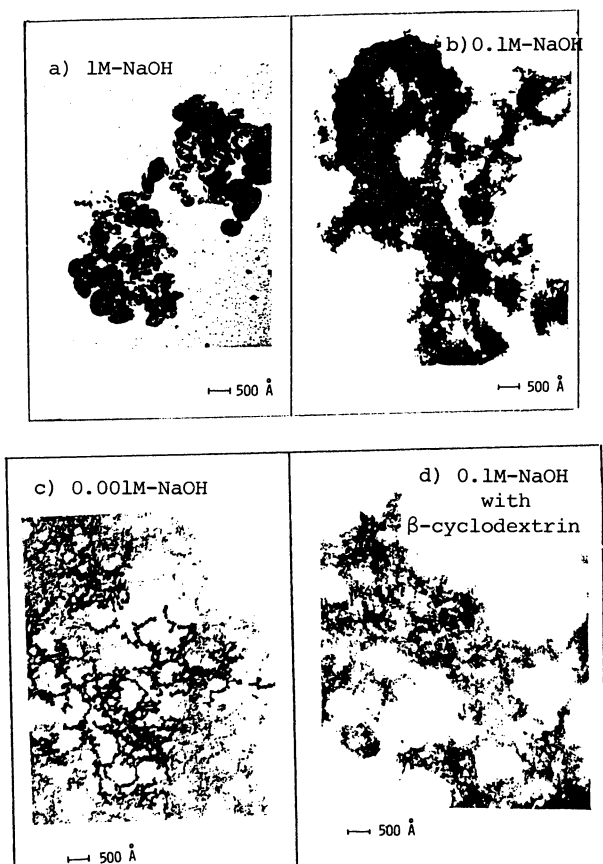 a) 1M-NaOH
b) 0.1M-NaOH
500 Å
500 Å
c) 0.001M-NaOH
d) 0.1M-NaOH
with
β-cyclodextrin
500 Å
500 Å